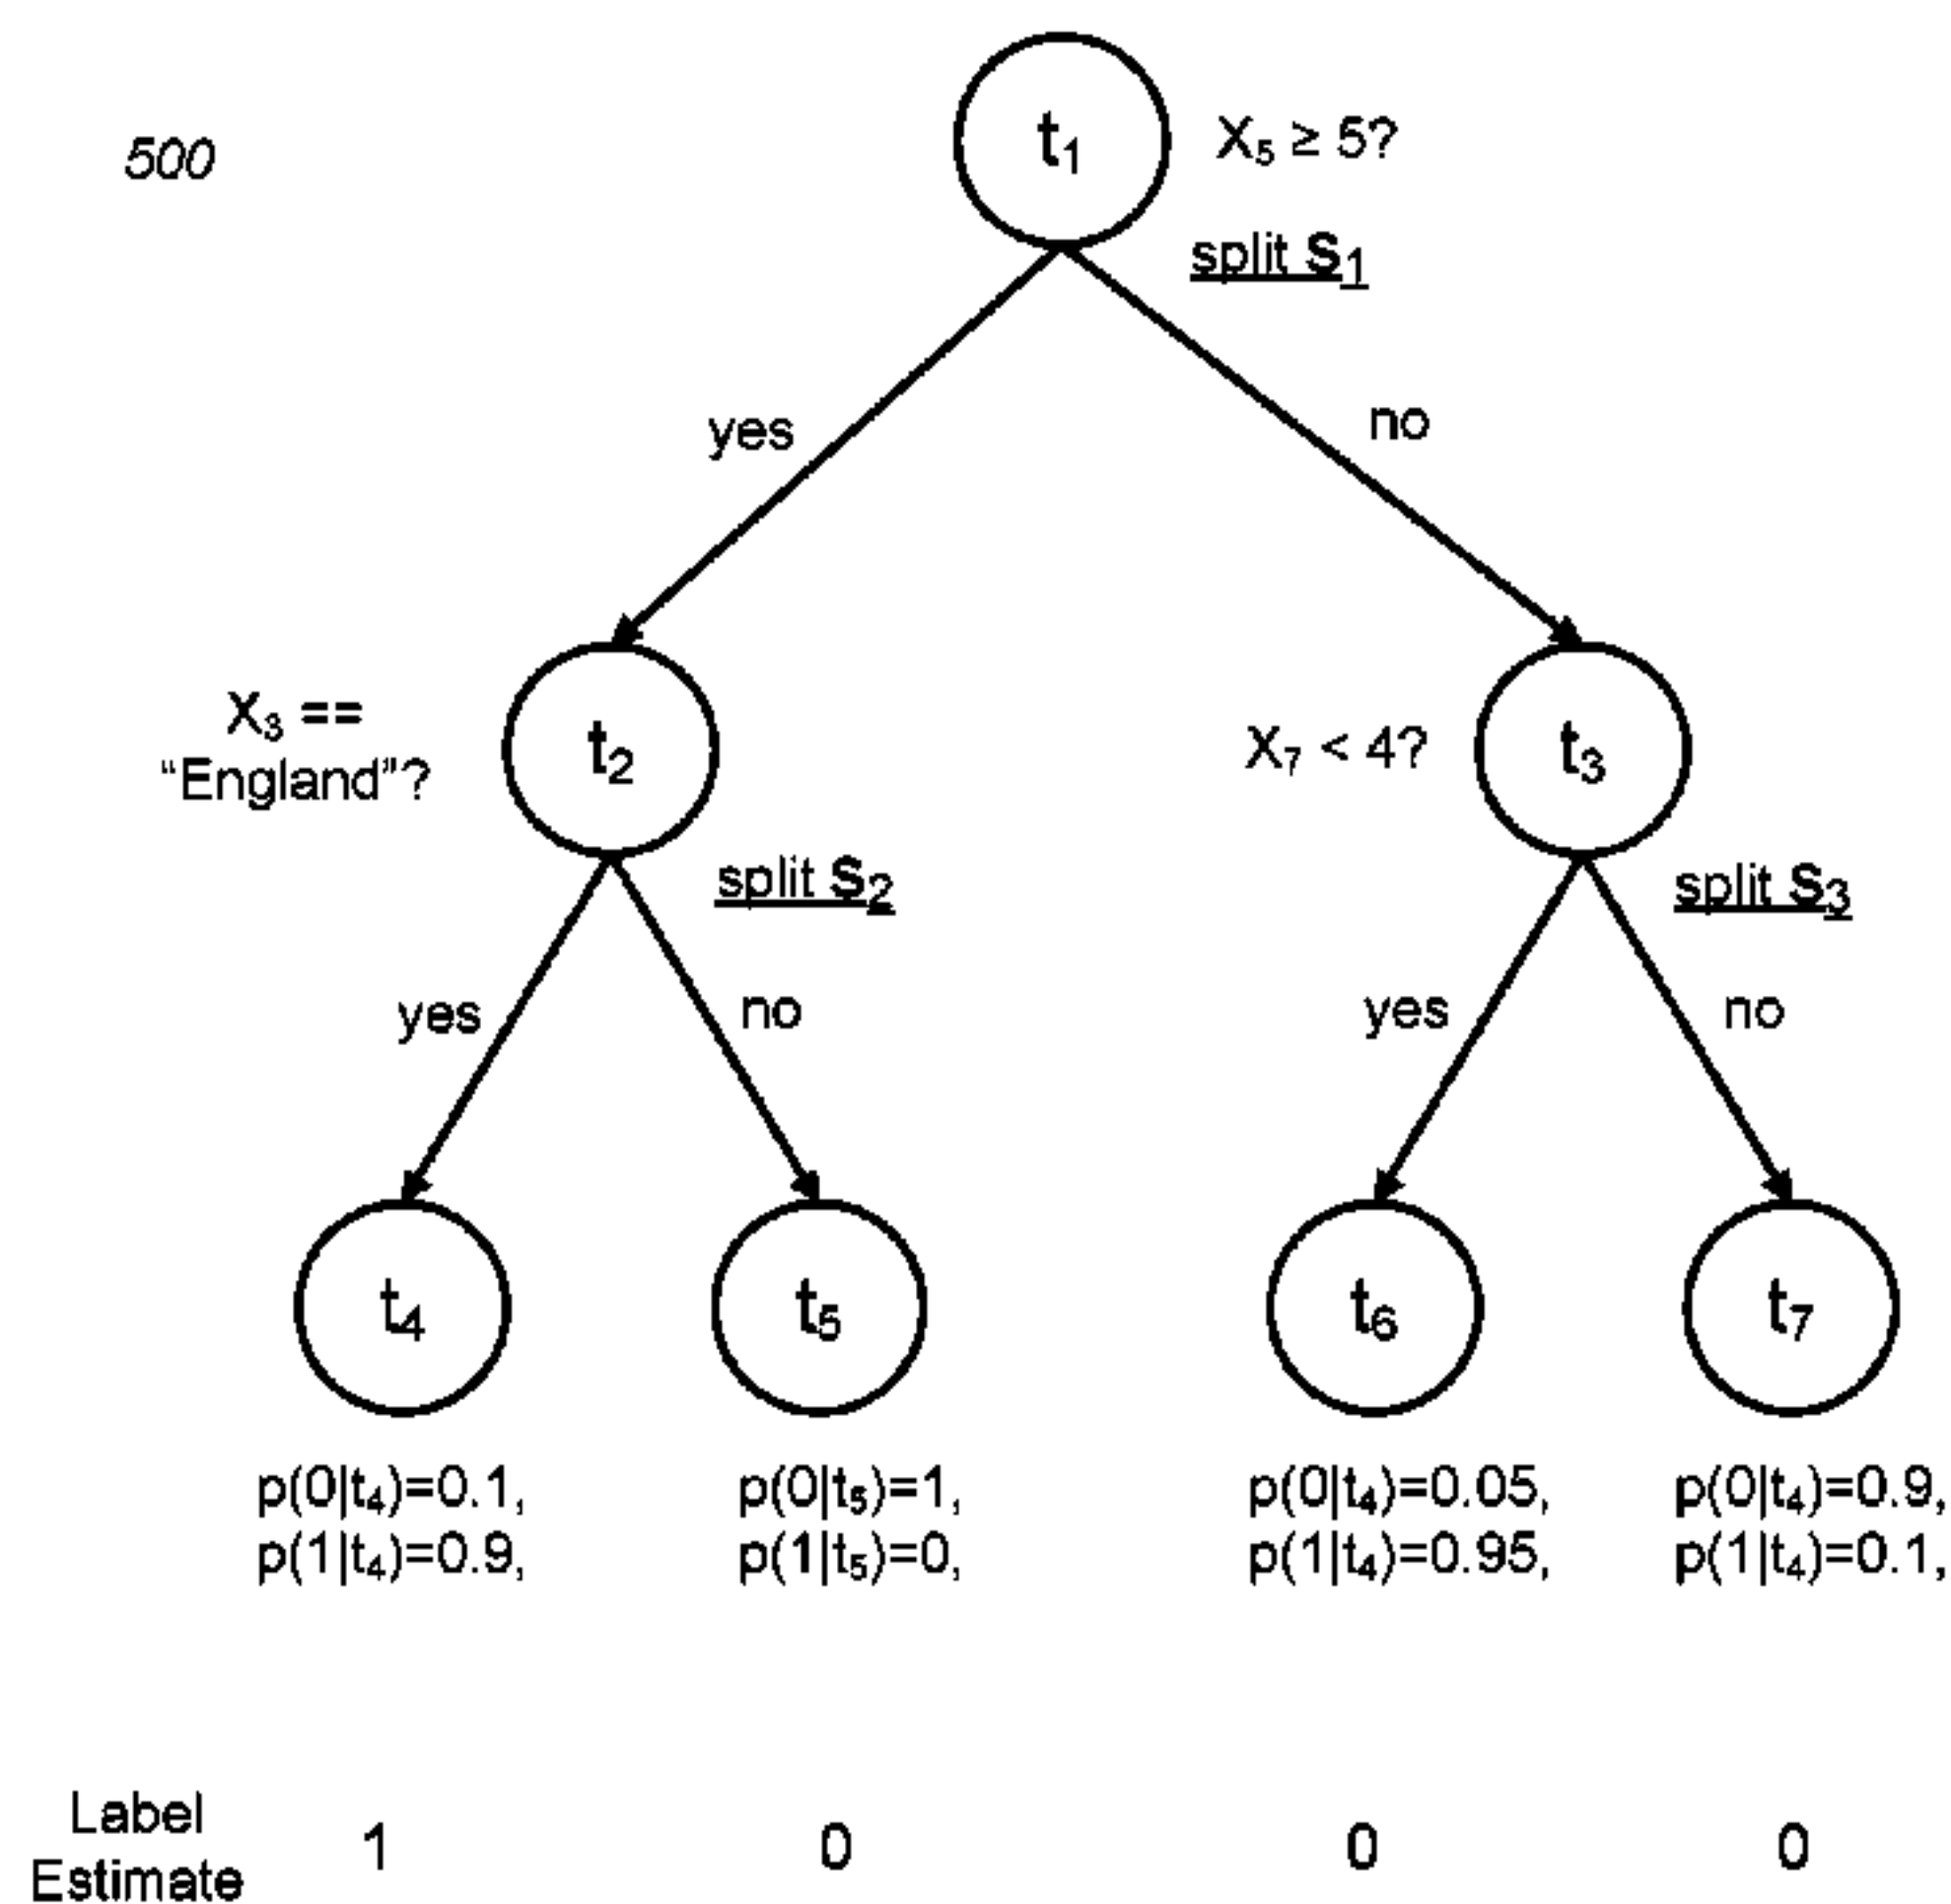 500
t₁
X₅ ≥ 5?
split S₁
yes
no
X₃ ==
“England”?
t₂
X₇ < 4?
t₃
split S₂
split S₃
yes
no
yes
no
t₄
t₅
t₆
t₇
p(0|t₄)=0.1,
p(1|t₄)=0.9,
p(0|t₅)=1,
p(1|t₅)=0,
p(0|t₄)=0.05,
p(1|t₄)=0.95,
p(0|t₄)=0.9,
p(1|t₄)=0.1,
Label
Estimate
1
0
0
0